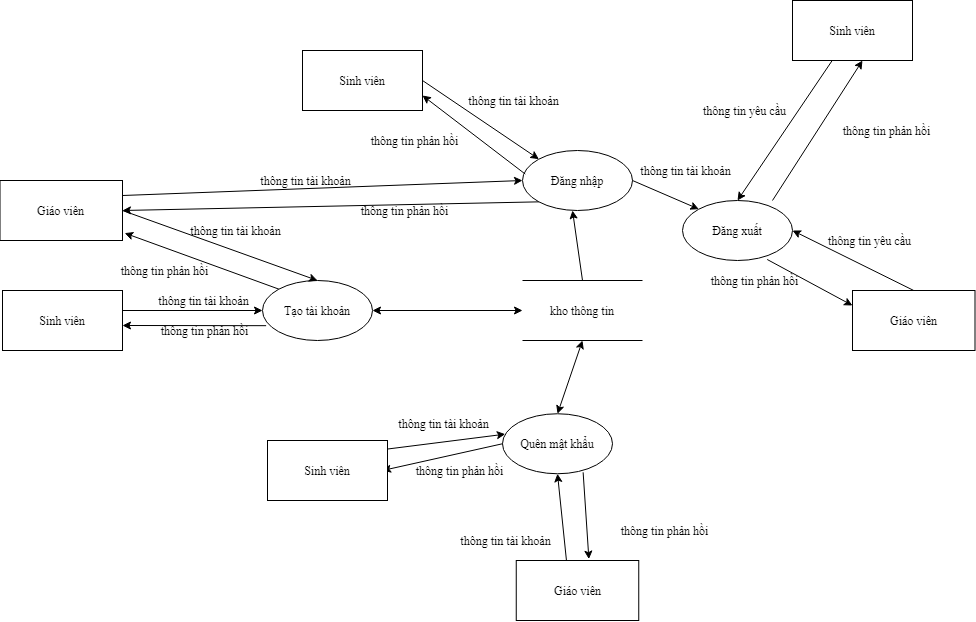 Sinh viên
Sinh viên
thông tin tài khoản
thông tin yêu cầu
thông tin phản hồi
thông tin phản hồi
thông tin tài khoản
Đăng nhập
thông tin tài khoản
Giáo viên
thông tin phản hồi
thông tin tài khoản
Đăng xuất
thông tin yêu cầu
thông tin phản hồi
thông tin phản hồi
thông tin tài khoản
Sinh viên
Tạo tài khoản
kho thông tin
Giáo viên
thông tin phản hồi
thông tin tài khoản
Quên mật khẩu
Sinh viên
thông tin phản hồi
thông tin tài khoản
thông tin phản hồi
Giáo viên